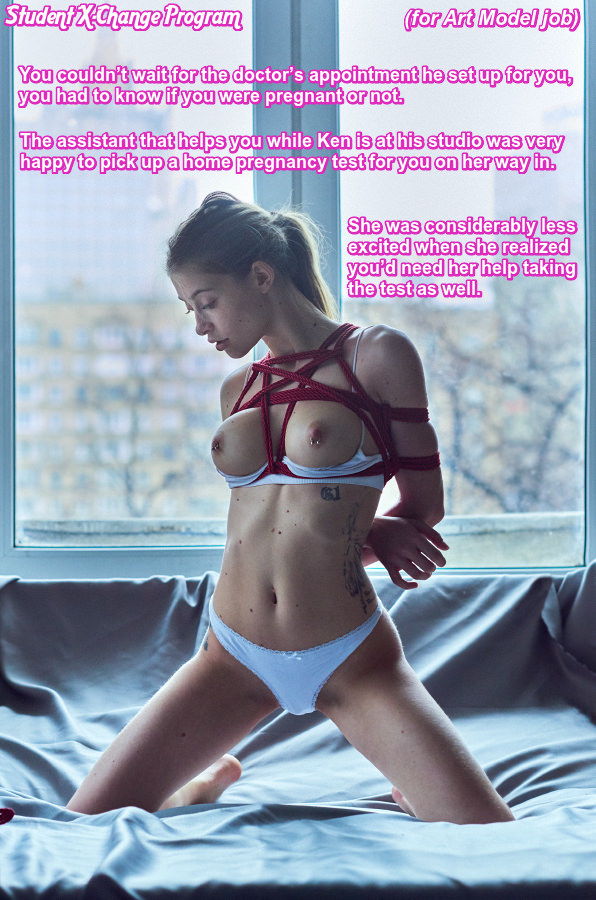 Student X-Change Program
(for Art Model job)
You couldn't wait for the doctor's appointment he set up for you,
you had to know if you were pregnant or not.
The assistant that helps you while Ken is at his studio was very
happy to pick up a home pregnancy test for you on her way in.
She was considerably less
excited when she realized
you'd need her help taking
the test as well.